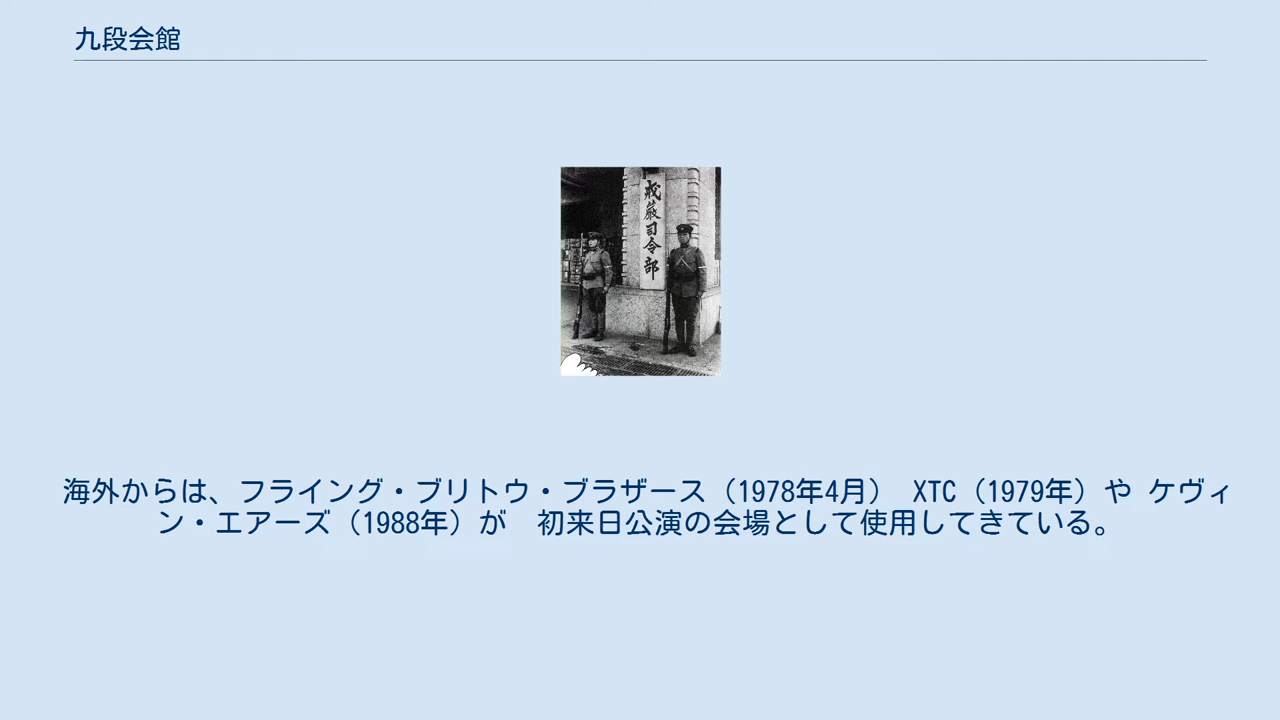 九段会館
戒厳司令部
海外からは、フライング・ブリトウ・ブラザース（1978年4月） XTC（1979年）や ケヴィ
ン・エアーズ（1988年）が 初来日公演の会場として使用してきている。